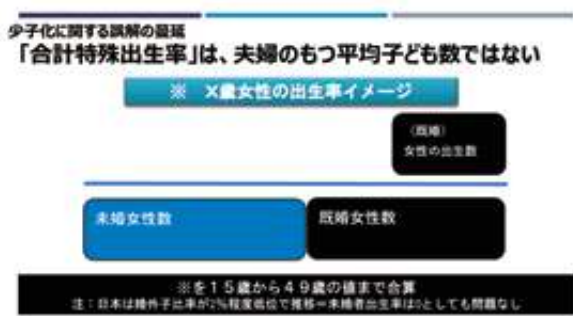 少子化に関する誤解の蔓延
「合計特殊出生率」は、夫婦のもつ平均子ども数ではない
※ X歳女性の出生率イメージ
（既婚）
女性の出生数
未婚女性数
既婚女性数
※を15歳から49歳の値まで合算
注：日本は婚外子比率が2%程度低位で推移=未婚者出生率は0としても問題なし